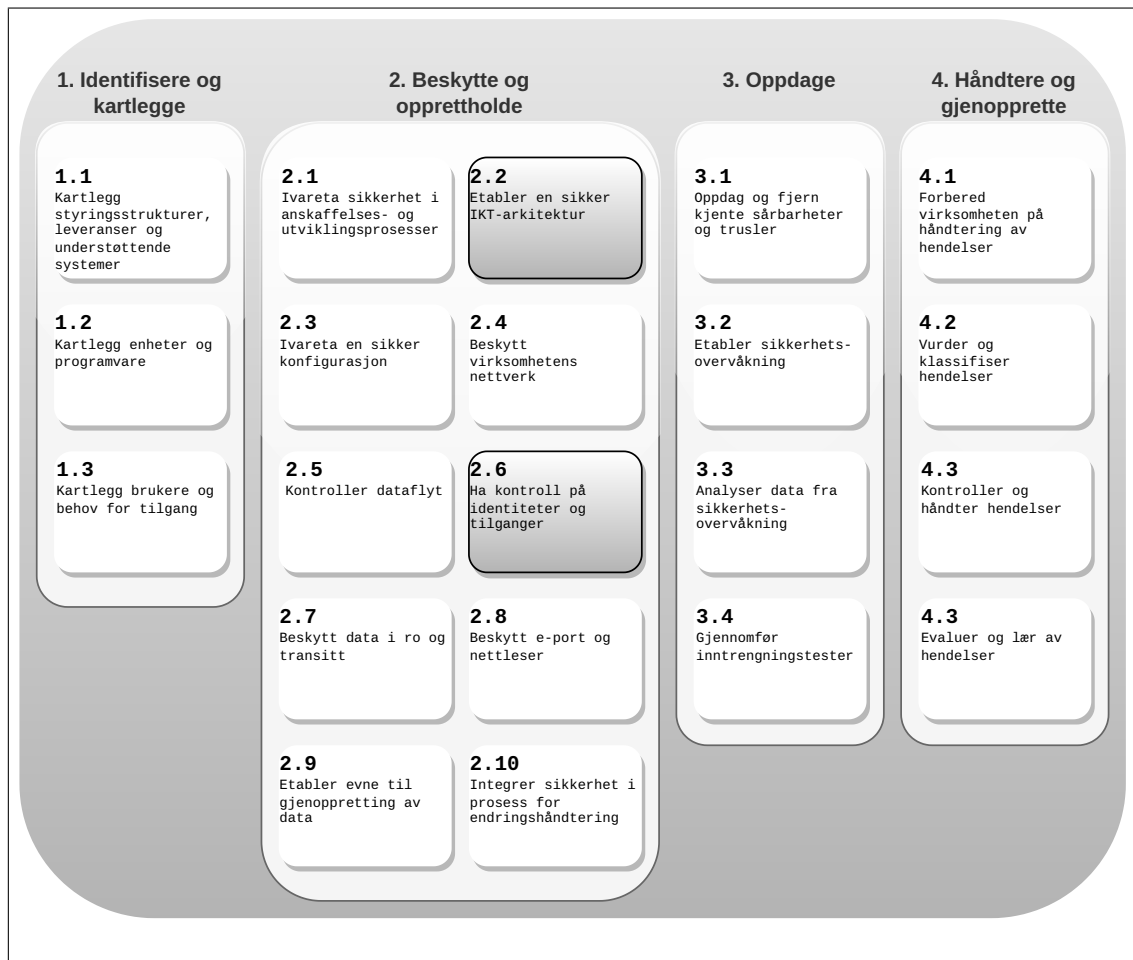 1. Identifisere og
kartlegge
1.1
Kartlegg
styringsstrukturer,
leveranser og
understøttende
systemer
1.2
Kartlegg enheter og
programvare
1.3
Kartlegg brukere og
behov for tilgang
2. Beskytte og
opprettholde
2.1
Ivareta sikkerhet i
anskaffelses- og
utviklingsprosesser
2.2
Etabler en sikker
IKT-arkitektur
2.3
Ivareta en sikker
konfigurasjon
2.4
Beskytt
virksomhetens
nettverk
2.5
Kontroller dataflyt
2.6
Ha kontroll på
identiteter og
tilganger
2.7
Beskytt data i ro og
transitt
2.8
Beskytt e-port og
nettleser
2.9
Etabler evne til
gjenoppretting av
data
2.10
Integrer sikkerhet i
prosess for
endringshåndtering
3. Oppdage
3.1
Oppdag og fjern
kjente sårbarheter
og trusler
3.2
Etabler sikkerhets-
overvåkning
3.3
Analyser data fra
sikkerhets-
overvåkning
3.4
Gjennomfør
inntrengningstester
4. Håndtere og
gjenopprette
4.1
Forbered
virksomheten på
håndtering av
hendelser
4.2
Vurder og
klassifiser
hendelser
4.3
Kontroller og
håndter hendelser
4.3
Evaluer og lær av
hendelser